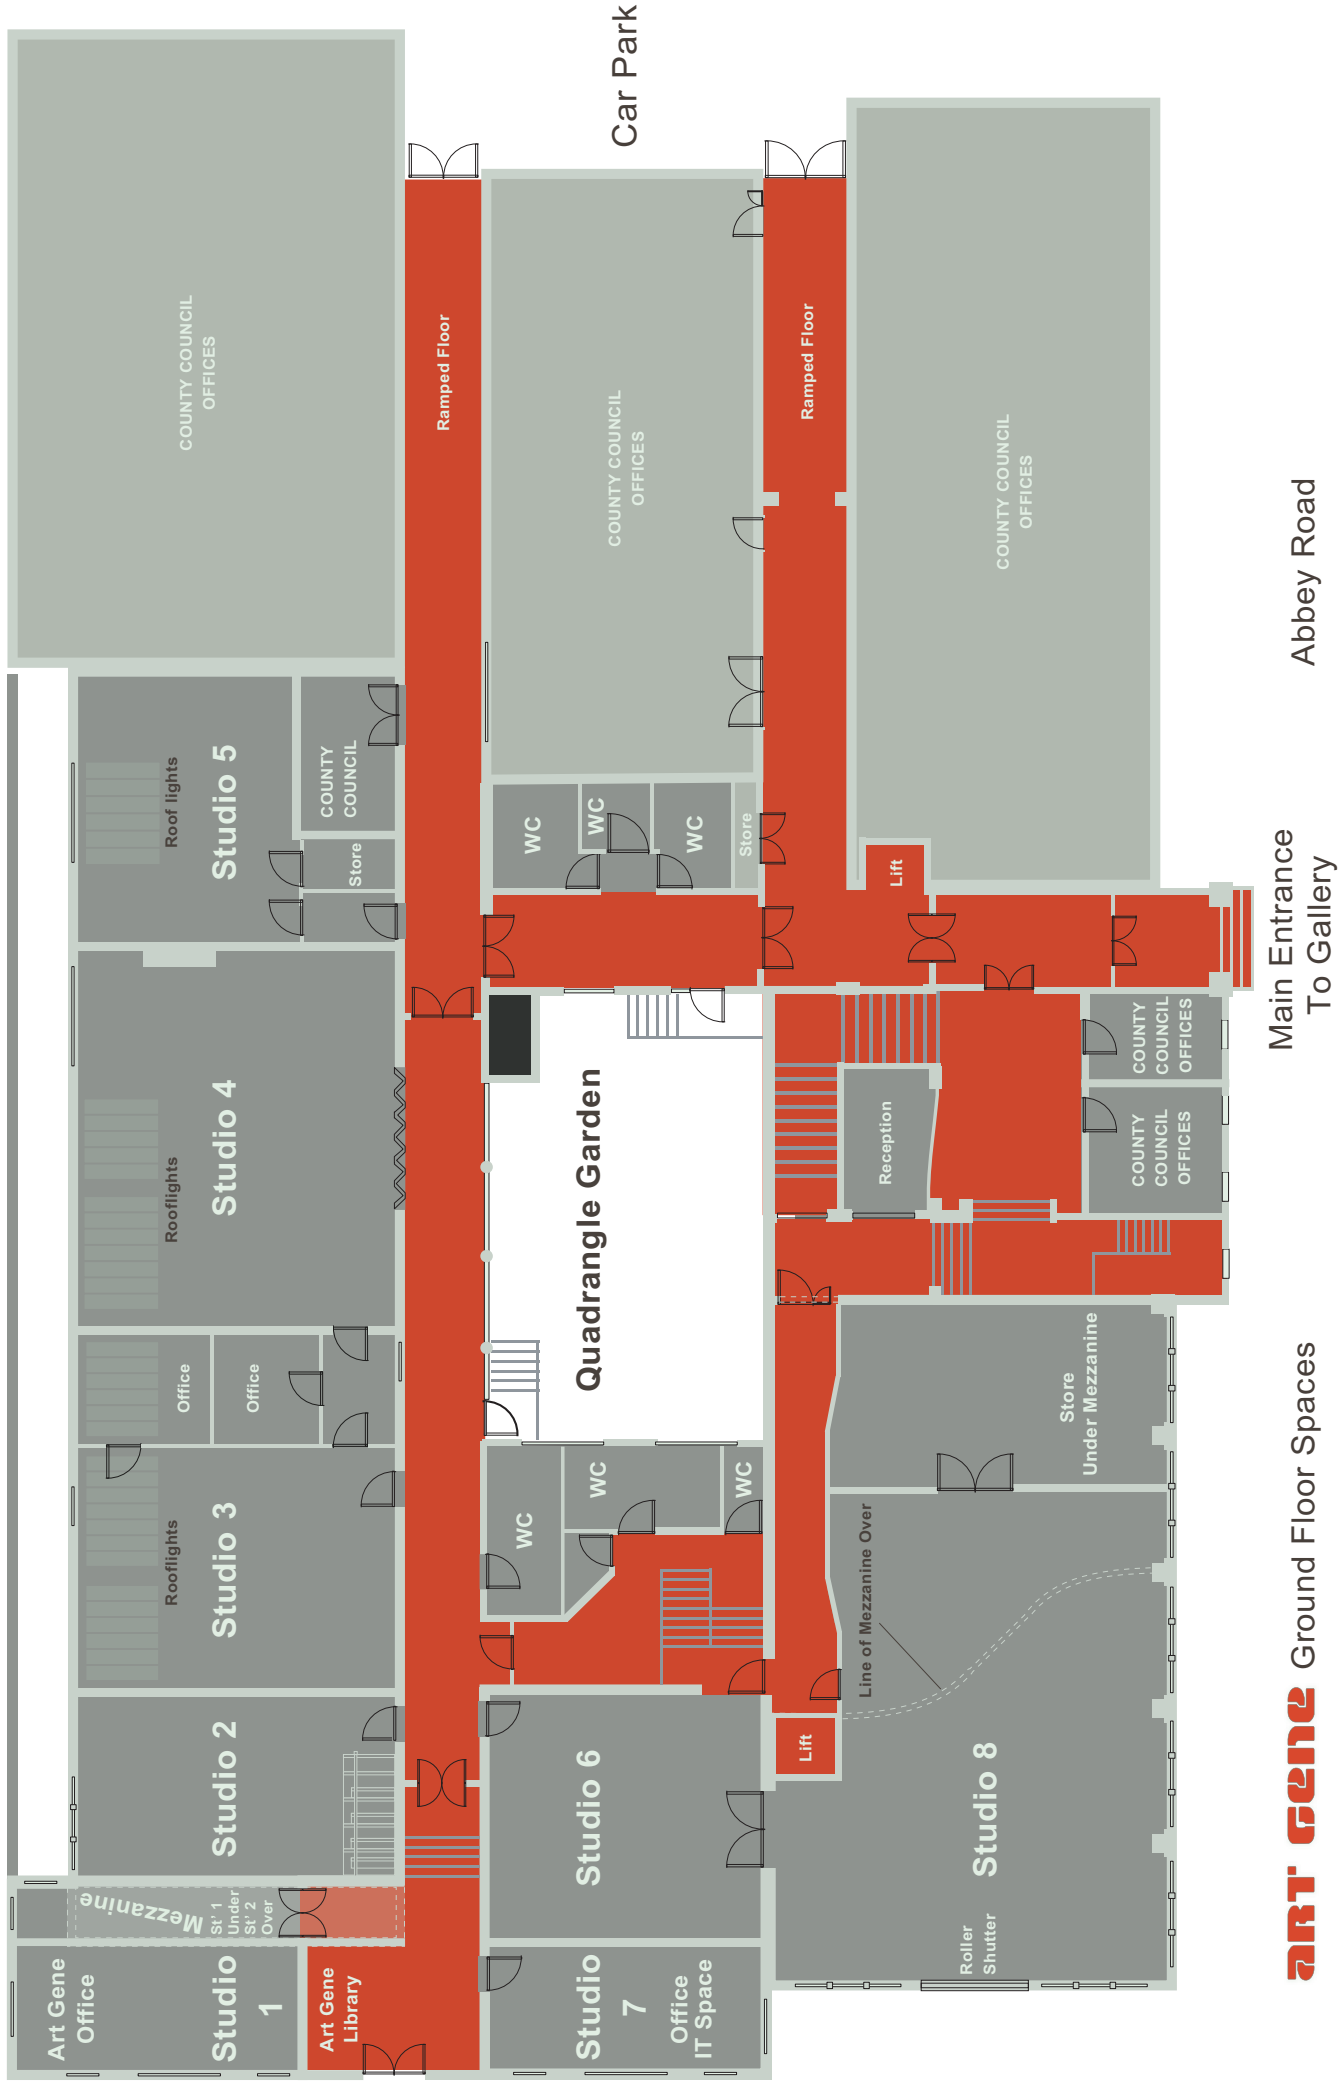 Car Park
COUNTY COUNCIL
OFFICES
Ramped Floor
COUNTY COUNCIL
OFFICES
Ramped Floor
COUNTY COUNCIL
OFFICES
Abbey Road
Roof lights
Studio 5
COUNTY
COUNCIL
Store
WC
WC
WC
Store
Lift
Main Entrance
To Gallery
Rooflights
Studio 4
Quadrangle Garden
Reception
COUNTY
COUNCIL
OFFICES
COUNTY
COUNCIL
OFFICES
Office
Office
Store
Under Mezzanine
Rooflights
Studio 3
WC
WC
WC
Line of Mezzanine Over
Studio 2
Studio 6
Lift
Studio 8
Mezzanine
St' 1
Under
St' 2
Over
Roller
Shutter
Art Gene
Office
Studio
1
Art Gene
Library
Studio
7
Office
IT Space
ART GENE Ground Floor Spaces